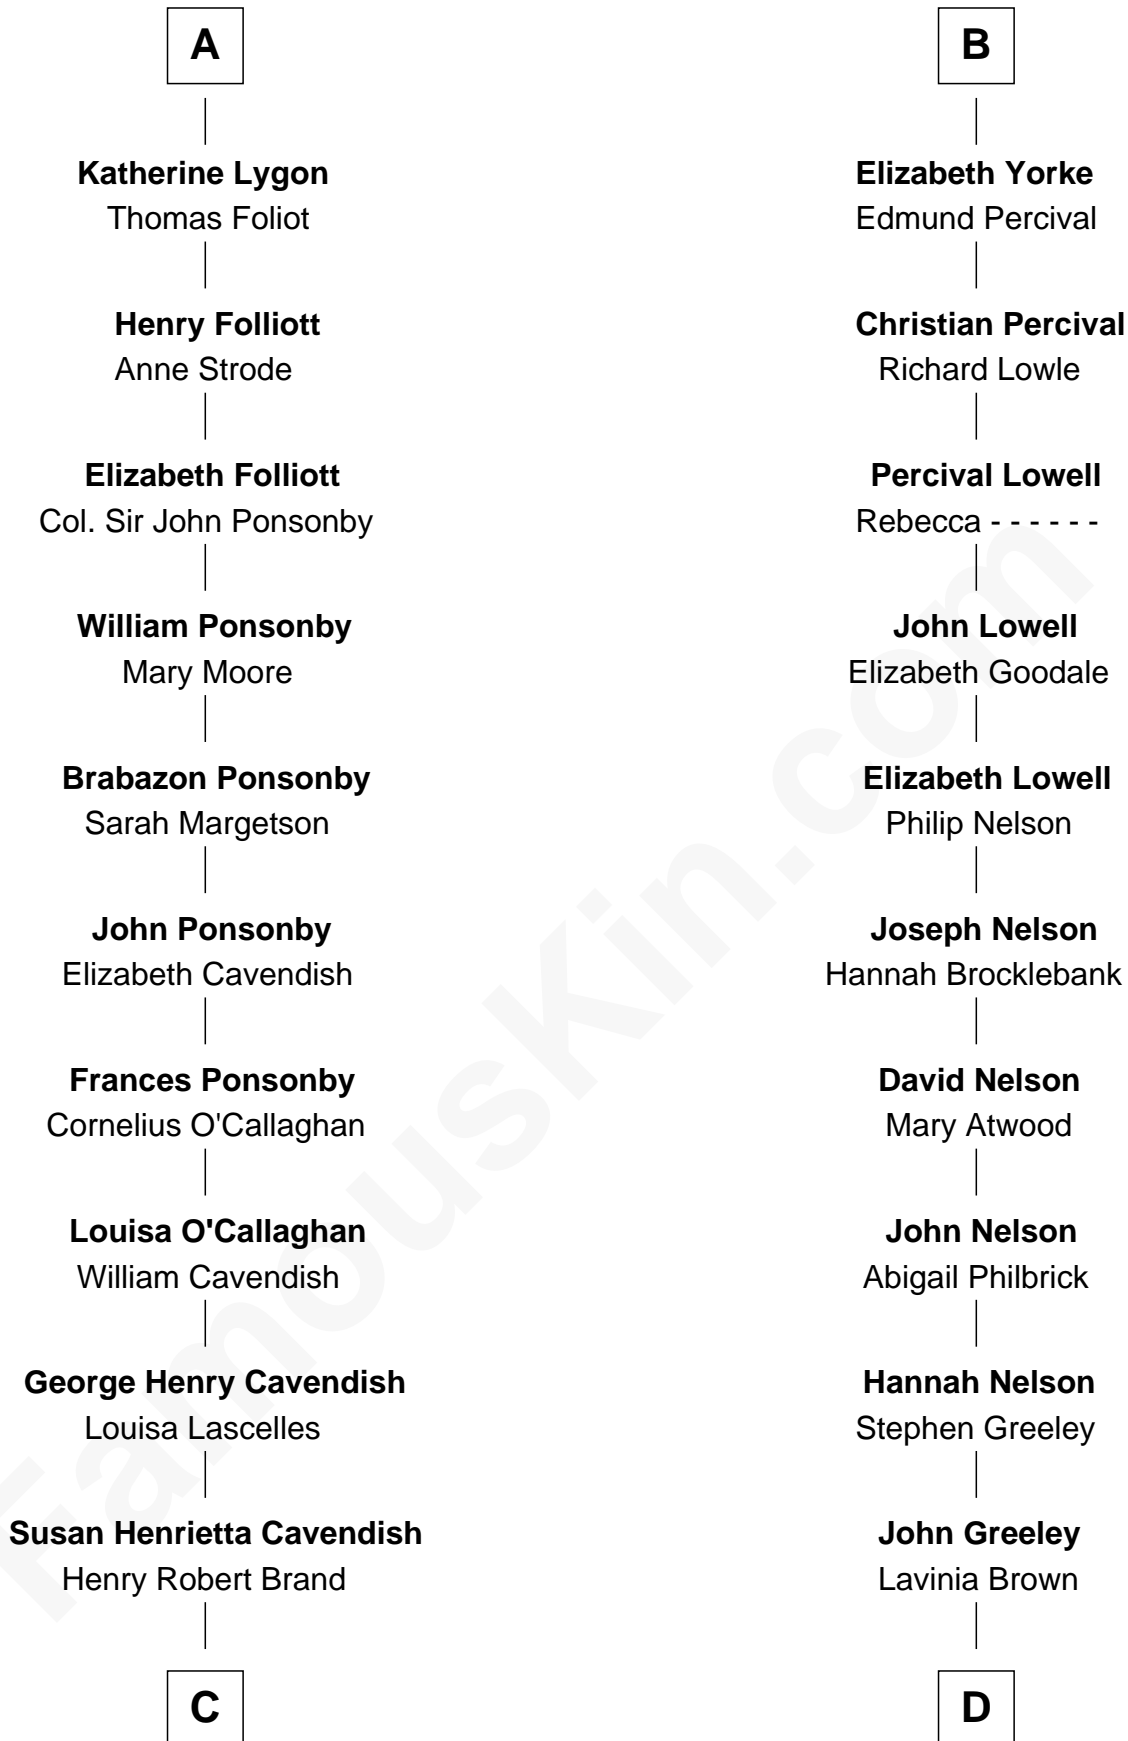 A
Katherine Lygon
Thomas Foliot
Henry Folliott
Anne Strode
Elizabeth Folliott
Col. Sir John Ponsonby
William Ponsonby
Mary Moore
Brabazon Ponsonby
Sarah Margetson
John Ponsonby
Elizabeth Cavendish
Frances Ponsonby
Cornelius O'Callaghan
Louisa O'Callaghan
William Cavendish
George Henry Cavendish
Louisa Lascelles
Susan Henrietta Cavendish
Henry Robert Brand
C
B
Elizabeth Yorke
Edmund Percival
Christian Percival
Richard Lowle
Percival Lowell
Rebecca - - - - - -
John Lowell
Elizabeth Goodale
Elizabeth Lowell
Philip Nelson
Joseph Nelson
Hannah Brocklebank
David Nelson
Mary Atwood
John Nelson
Abigail Philbrick
Hannah Nelson
Stephen Greeley
John Greeley
Lavinia Brown
D
FamousKin.com